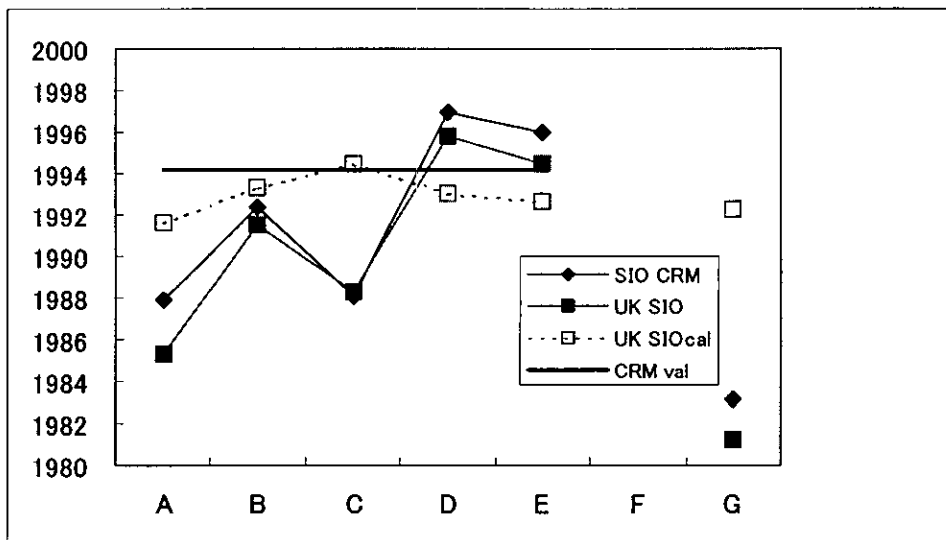 2000
1998
1996
1994
1992
1990
1988
1986
1984
1982
1980
SIO CRM
UK SIO
UK SIOcal
CRM val
A B C D E F G